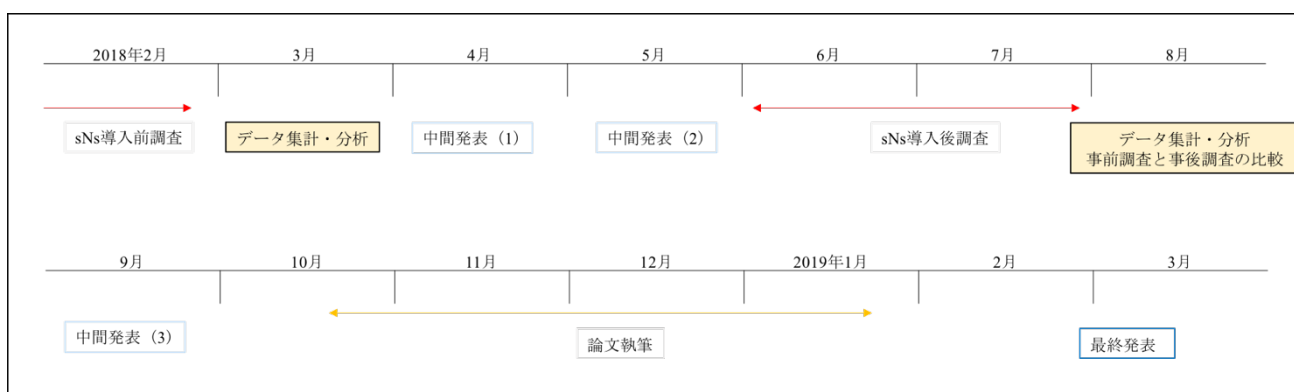 2018年2月 3月 4月 5月 6月 7月 8月
sNs導入前調査 データ集計・分析 中間発表（1） 中間発表（2） sNs導入後調査 データ集計・分析
事前調査と事後調査の比較
9月 10月 11月 12月 2019年1月 2月 3月
中間発表（3） 論文執筆 最終発表